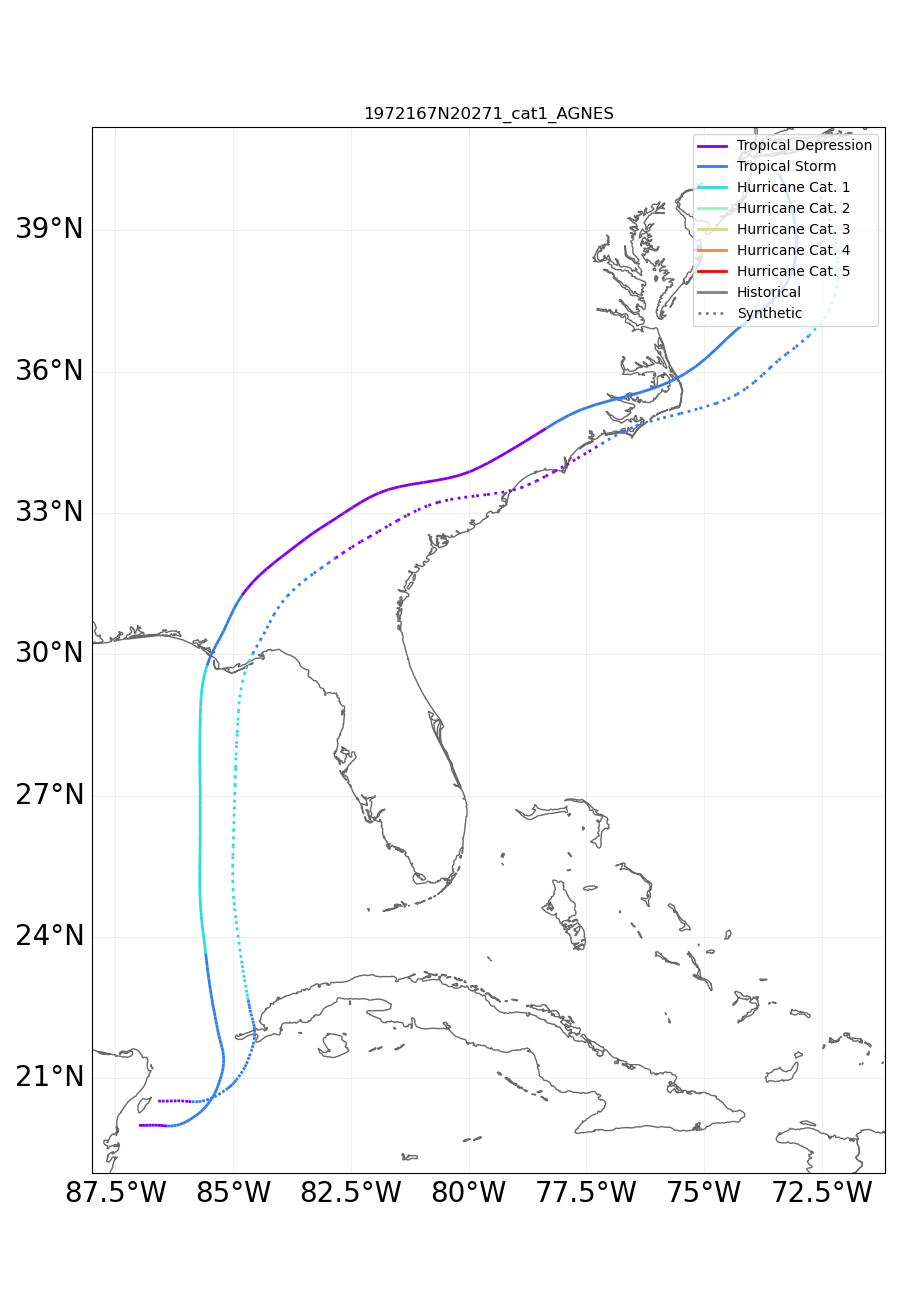 1972167N20271_cat1_AGNES
Tropical Depression
Tropical Storm
Hurricane Cat. 1
Hurricane Cat. 2
Hurricane Cat. 3
Hurricane Cat. 4
Hurricane Cat. 5
Historical
Synthetic
39°N
36°N
33°N
30°N
27°N
24°N
21°N
87.5°W 85°W 82.5°W 80°W 77.5°W 75°W 72.5°W